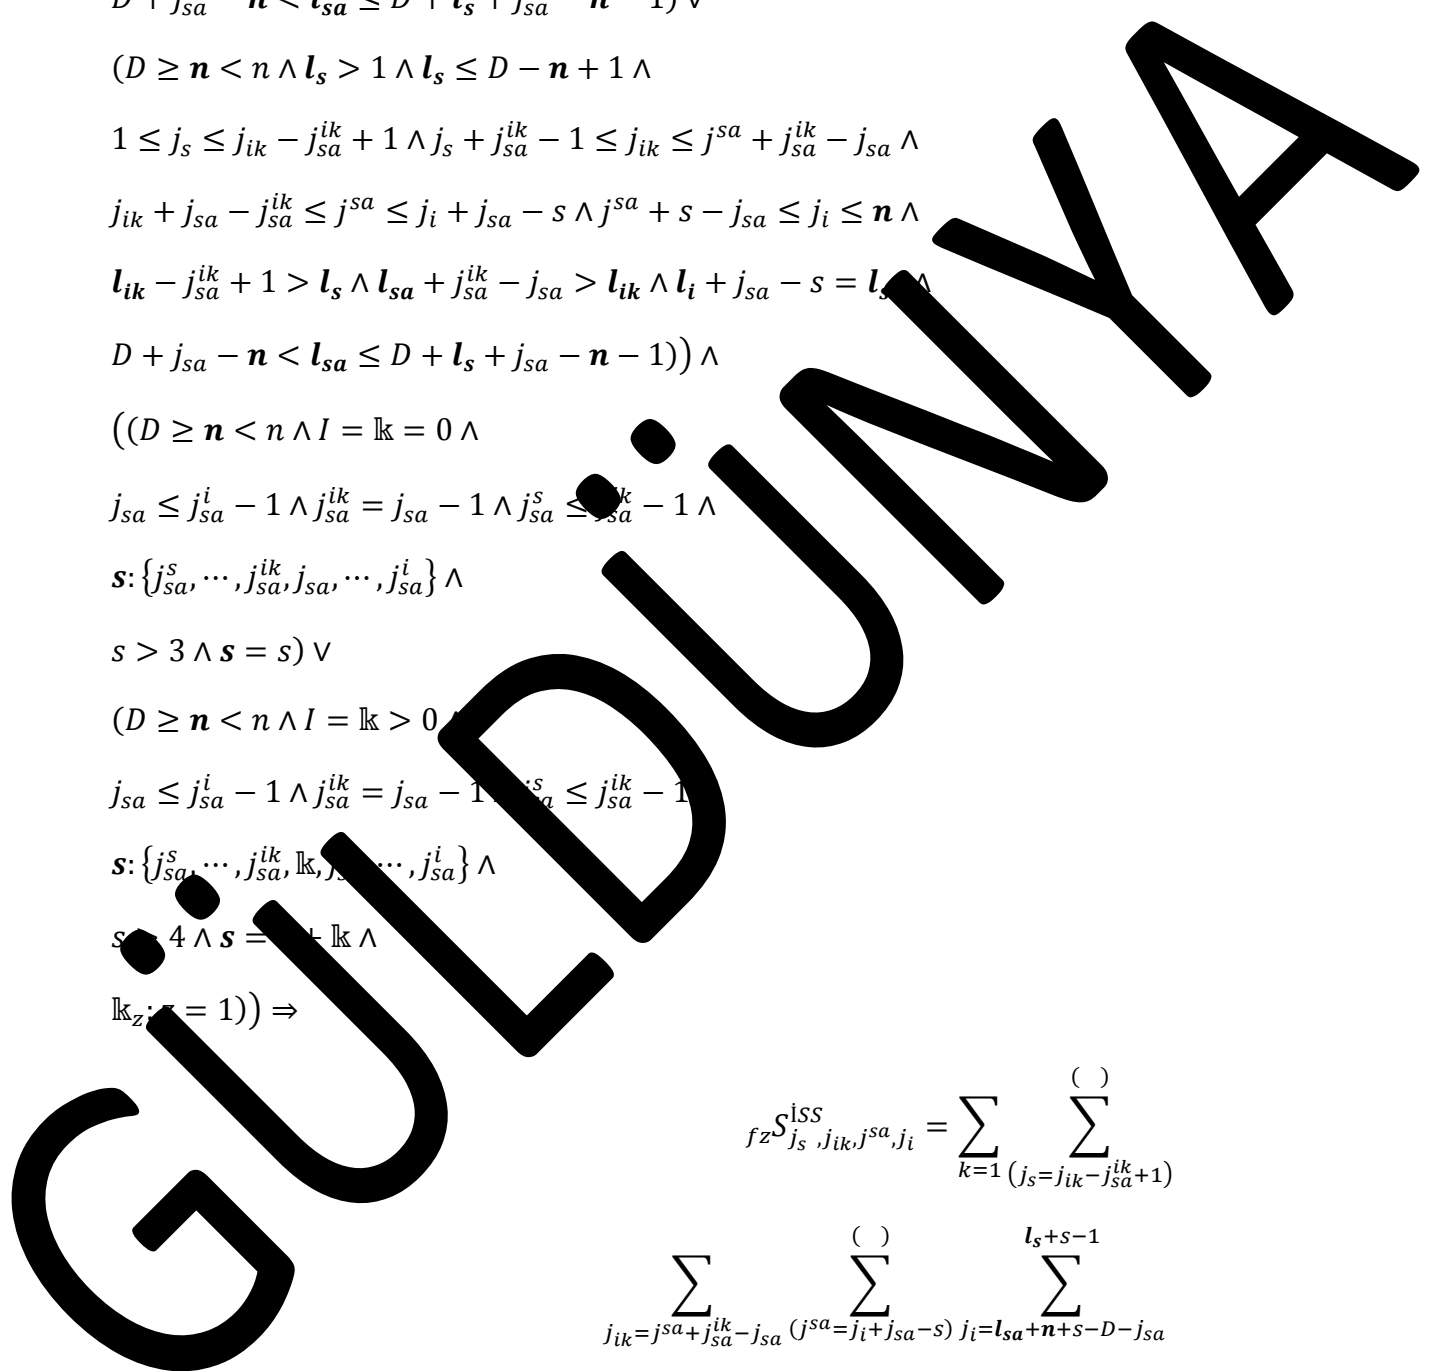 D + j_{sa} − n < l_{sa} ≤ D + l_s + j_{sa} − n − 1) ∨
(D ≥ n < n ∧ l_s > 1 ∧ l_s ≤ D − n + 1 ∧
1 ≤ j_s ≤ j_{ik} − j_{sa}^{ik} + 1 ∧ j_s + j_{sa}^{ik} − 1 ≤ j_{ik} ≤ j^{sa} + j_{sa}^{ik} − j_{sa} ∧
j_{ik} + j_{sa} − j_{sa}^{ik} ≤ j^{sa} ≤ j_i + j_{sa} − s ∧ j^{sa} + s − j_{sa} ≤ j_i ≤ n ∧
l_{ik} − j_{sa}^{ik} + 1 > l_s ∧ l_{sa} + j_{sa}^{ik} − j_{sa} > l_{ik} ∧ l_i + j_{sa} − s = l ∧
D + j_{sa} − n < l_{sa} ≤ D + l_s + j_{sa} − n − 1)) ∧
((D ≥ n < n ∧ I = 𝕜 = 0 ∧
j_{sa} ≤ j_{sa}^i − 1 ∧ j_{sa}^{ik} = j_{sa} − 1 ∧ j_{sa}^s ≤ j_{sa}^{ik} − 1 ∧
s: {j_{sa}^s, ⋯ , j_{sa}^{ik}, j_{sa}, ⋯ , j_{sa}^i} ∧
s > 3 ∧ s = s) ∨
(D ≥ n < n ∧ I = 𝕜 > 0 ∧
j_{sa} ≤ j_{sa}^i − 1 ∧ j_{sa}^{ik} = j_{sa} − 1 j_{sa}^s ≤ j_{sa}^{ik} − 1
s: {j_{sa}^s, ⋯ , j_{sa}^{ik}, 𝕜, j ⋯ , j_{sa}^i} ∧
s > 4 ∧ s = + 𝕜 ∧
𝕜_z: z = 1)) ⇒
_{fz}S_{j_s ,j_{ik},j^{sa},j_i}^{İSS} = ∑_{k=1} ∑_{(j_s=j_{ik}−j_{sa}^{ik}+1)}^{( )}
∑_{j_{ik}=j^{sa}+j_{sa}^{ik}−j_{sa}} ∑_{(j^{sa}=j_i+j_{sa}−s)}^{( )} ∑_{j_i=l_{sa}+n+s−D−j_{sa}}^{l_s+s−1}
GÜLDÜNYA